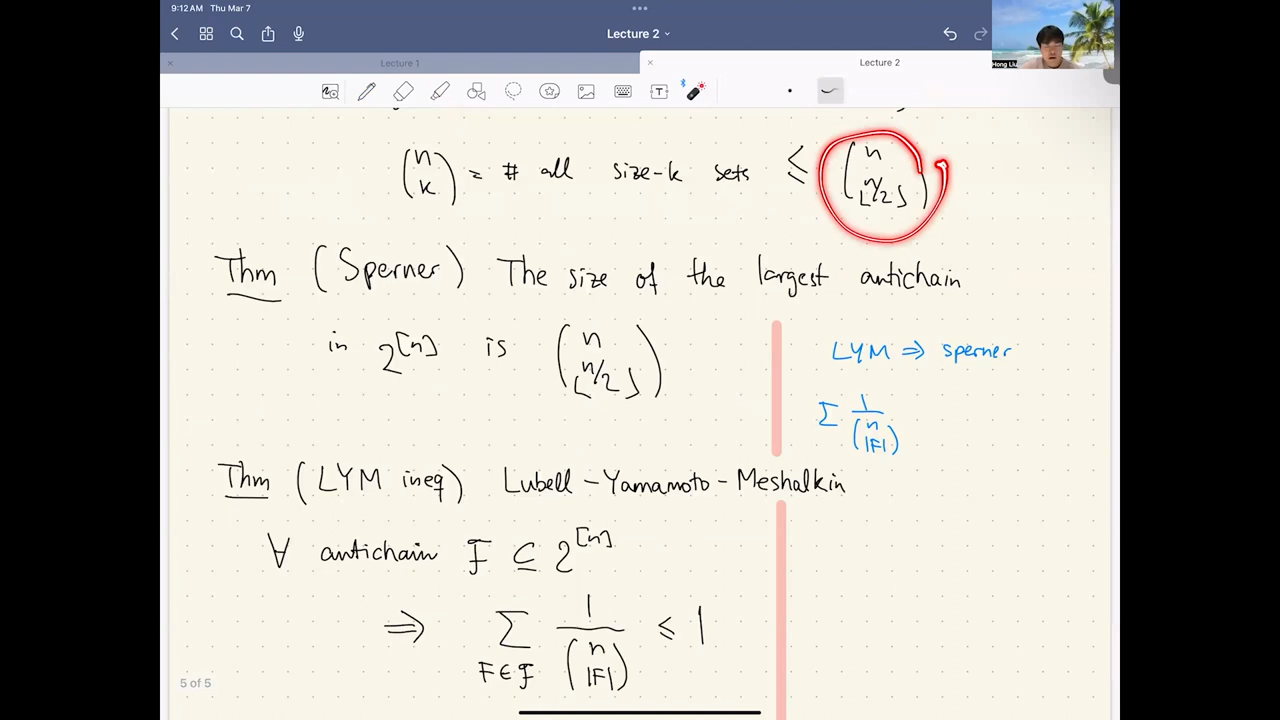 9:12 AM Thu Mar 7
Lecture 2
Lecture 1
Lecture 2
Hong Liu
(n k) = # all size-k sets ≤ (n ⌊n/2⌋)
Thm (Sperner) The size of the largest antichain
in 2^[n] is (n ⌊n/2⌋)
LYM ⇒ sperner
Σ 1/(n |F|)
Thm (LYM ineq) Lubell-Yamamoto-Meshalkin
∀ antichain F ⊆ 2^[n]
⇒ Σ_{F∈F} 1/(n |F|) ≤ 1
5 of 5